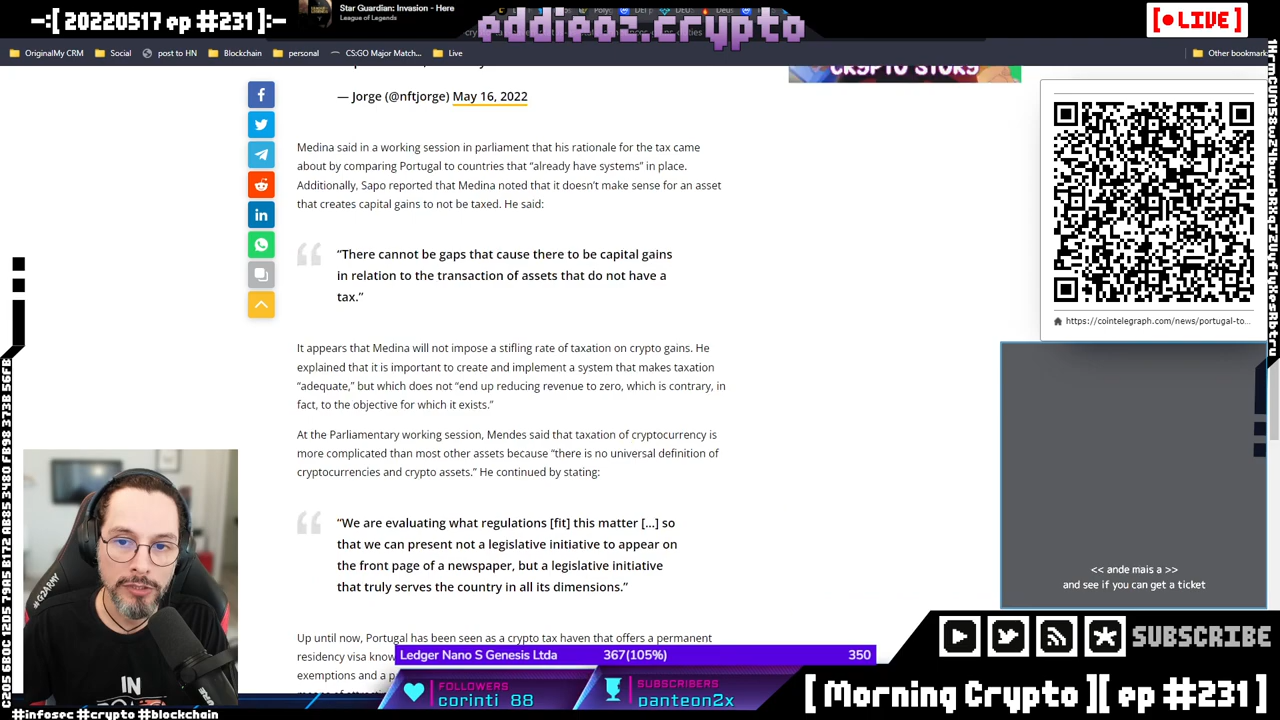 -:[ 20220517 ep #231 ]:-
Star Guardian: Invasion - Here
League of Legends
eddieoz.crypto
[ ● LIVE ]
OriginalMy CRM
Social
post to HN
Blockchain
personal
CS:GO Major Match...
Live
Other bookmark
CRYPTO STORY
— Jorge (@nftjorge) May 16, 2022
Medina said in a working session in parliament that his rationale for the tax came
about by comparing Portugal to countries that “already have systems” in place.
Additionally, Sapo reported that Medina noted that it doesn’t make sense for an asset
that creates capital gains to not be taxed. He said:
“There cannot be gaps that cause there to be capital gains
in relation to the transaction of assets that do not have a
tax.”
https://cointelegraph.com/news/portugal-to...
It appears that Medina will not impose a stifling rate of taxation on crypto gains. He
explained that it is important to create and implement a system that makes taxation
“adequate,” but which does not “end up reducing revenue to zero, which is contrary, in
fact, to the objective for which it exists.”
At the Parliamentary working session, Mendes said that taxation of cryptocurrency is
more complicated than most other assets because “there is no universal definition of
cryptocurrencies and crypto assets.” He continued by stating:
“We are evaluating what regulations [fit] this matter [...] so
that we can present not a legislative initiative to appear on
the front page of a newspaper, but a legislative initiative
that truly serves the country in all its dimensions.”
<< ande mais a >>
and see if you can get a ticket
Up until now, Portugal has been seen as a crypto tax haven that offers a permanent
residency visa know
exemptions and a p
#G2ARMY
IN
Ledger Nano S Genesis Ltda 367(105%) 350
FOLLOWERS
corinti_88
SUBSCRIBERS
panteon2x
SUBSCRIBE
[ Morning Crypto ][ ep #231 ]
#infosec #crypto #blockchain